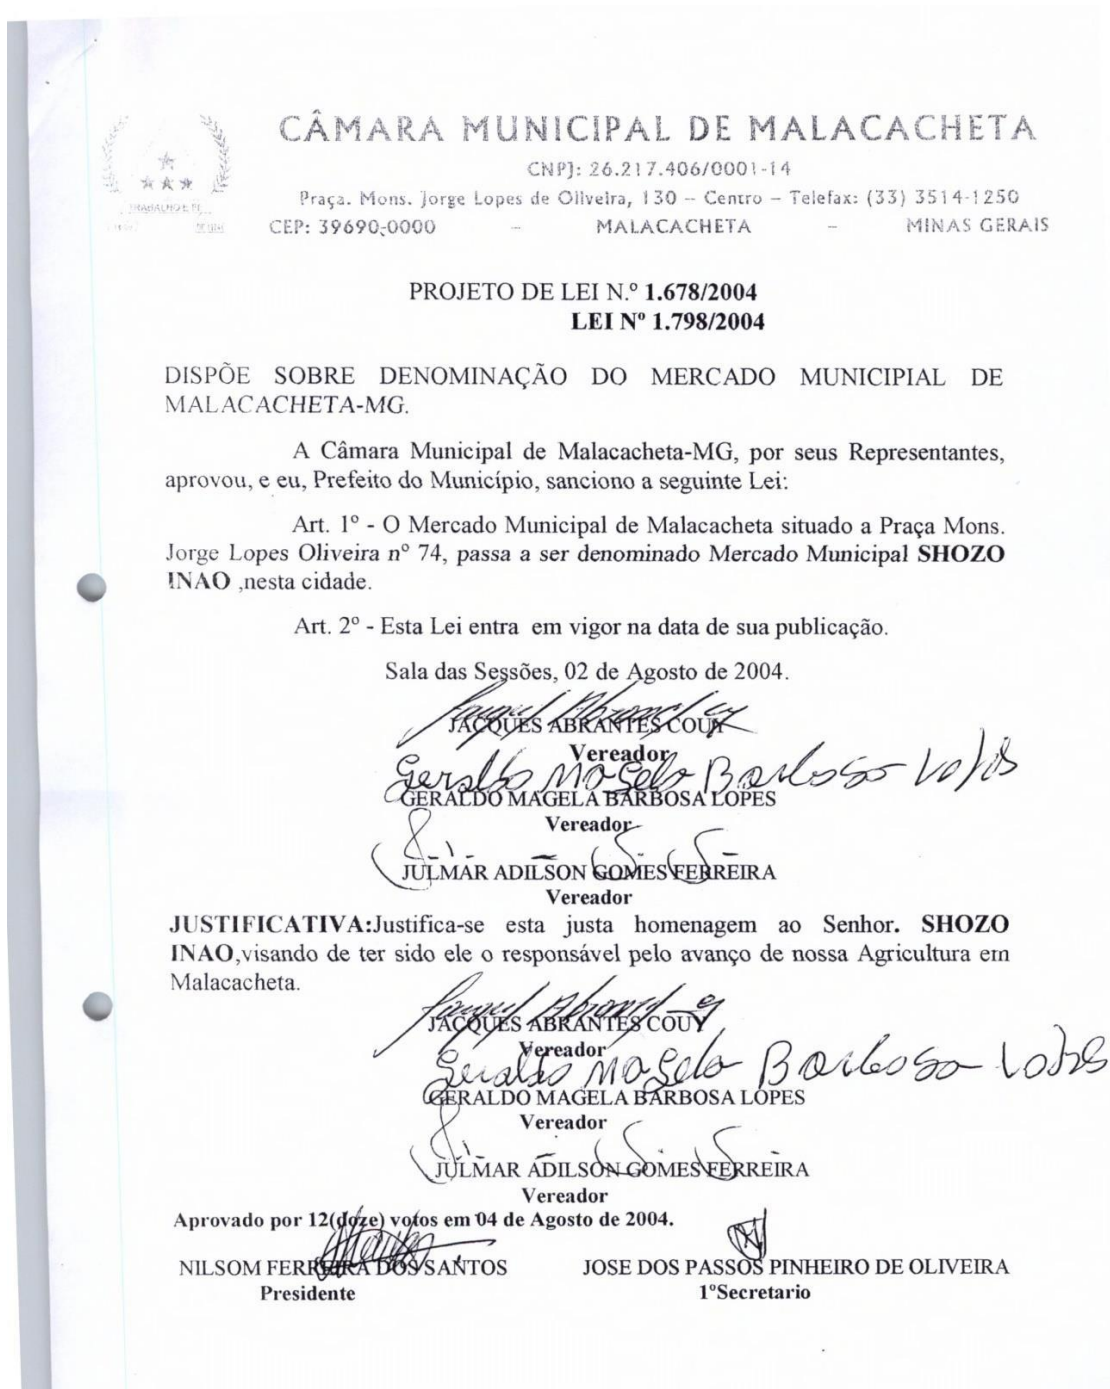 CÂMARA MUNICIPAL DE MALACACHETA
CNPJ: 26.217.406/0001-14
Praça. Mons. Jorge Lopes de Oliveira, 130 – Centro – Telefax: (33) 3514-1250
CEP: 39690-0000 – MALACACHETA – MINAS GERAIS
TRABALHO E
PROJETO DE LEI N.º 1.678/2004
LEI Nº 1.798/2004
DISPÕE SOBRE DENOMINAÇÃO DO MERCADO MUNICIPIAL DE
MALACACHETA-MG.
A Câmara Municipal de Malacacheta-MG, por seus Representantes,
aprovou, e eu, Prefeito do Município, sanciono a seguinte Lei:
Art. 1º - O Mercado Municipal de Malacacheta situado a Praça Mons.
Jorge Lopes Oliveira nº 74, passa a ser denominado Mercado Municipal SHOZO
INAO ,nesta cidade.
Art. 2º - Esta Lei entra em vigor na data de sua publicação.
Sala das Sessões, 02 de Agosto de 2004.
JACQUES ABRANTES COUY
Vereador
Geraldo Magela Barbosa Lopes
GERALDO MAGELA BARBOSA LOPES
Vereador
JULMAR ADILSON GOMES FERREIRA
Vereador
JUSTIFICATIVA:Justifica-se esta justa homenagem ao Senhor. SHOZO
INAO,visando de ter sido ele o responsável pelo avanço de nossa Agricultura em
Malacacheta.
JACQUES ABRANTES COUY
Vereador
Geraldo Magela Barbosa Lopes
GERALDO MAGELA BARBOSA LOPES
Vereador
JULMAR ADILSON GOMES FERREIRA
Vereador
Aprovado por 12(doze) votos em 04 de Agosto de 2004.
NILSOM FERREIRA DOS SANTOS JOSE DOS PASSOS PINHEIRO DE OLIVEIRA
Presidente 1ºSecretario